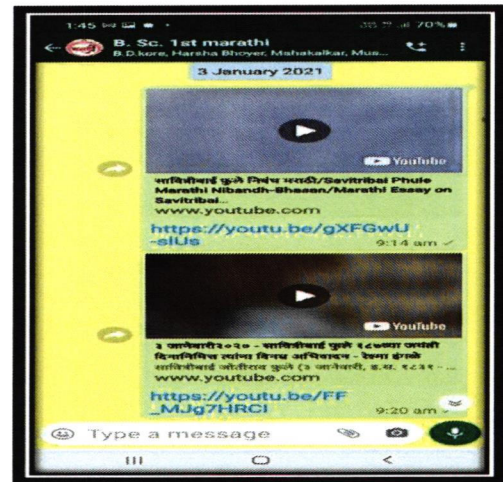 1:45
70%
B. Sc. 1st marathi
B.D.kore, Harsha Bhoyer, Mahakalkar, Mus...
3 January 2021
YouTube
सावित्रीबाई फुले निबंध मराठी/Savitribai Phule
Marathi Nibandh-Bhasan/Marathi Essay on
Savitribai...
www.youtube.com
https://youtu.be/gXFGwU
-sIUs
9:14 am
YouTube
३ जानेवारी२०२० - सावित्रीबाई फुले १८७व्या जयंती
दिनानिमित्त त्यांना विनम्र अभिवादन - रेश्मा इंगळे
सावित्रीबाई जोतीराव फुले (३ जानेवारी, इ.स. १८३१ - ...
www.youtube.com
https://youtu.be/FF
_MJg7HRCI
9:20 am
Type a message